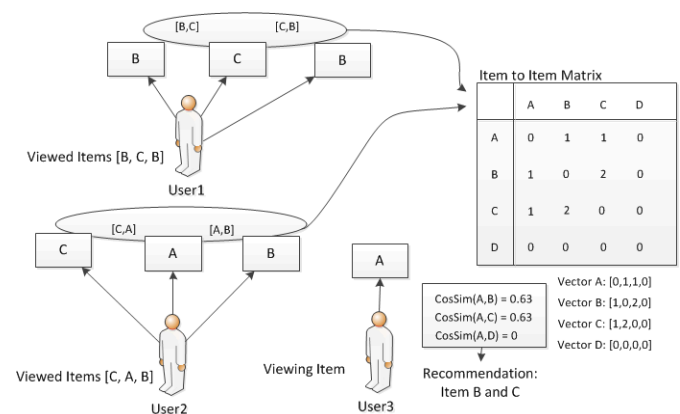 [B,C] [C,B]
B C B
Viewed Items [B, C, B]
User1
[C,A] [A,B]
C A B
Viewed Items [C, A, B]
User2
A
Viewing Item
User3
Item to Item Matrix
A B C D
A 0 1 1 0
B 1 0 2 0
C 1 2 0 0
D 0 0 0 0
CosSim(A,B) = 0.63
CosSim(A,C) = 0.63
CosSim(A,D) = 0
Recommendation:
Item B and C
Vector A: [0,1,1,0]
Vector B: [1,0,2,0]
Vector C: [1,2,0,0]
Vector D: [0,0,0,0]